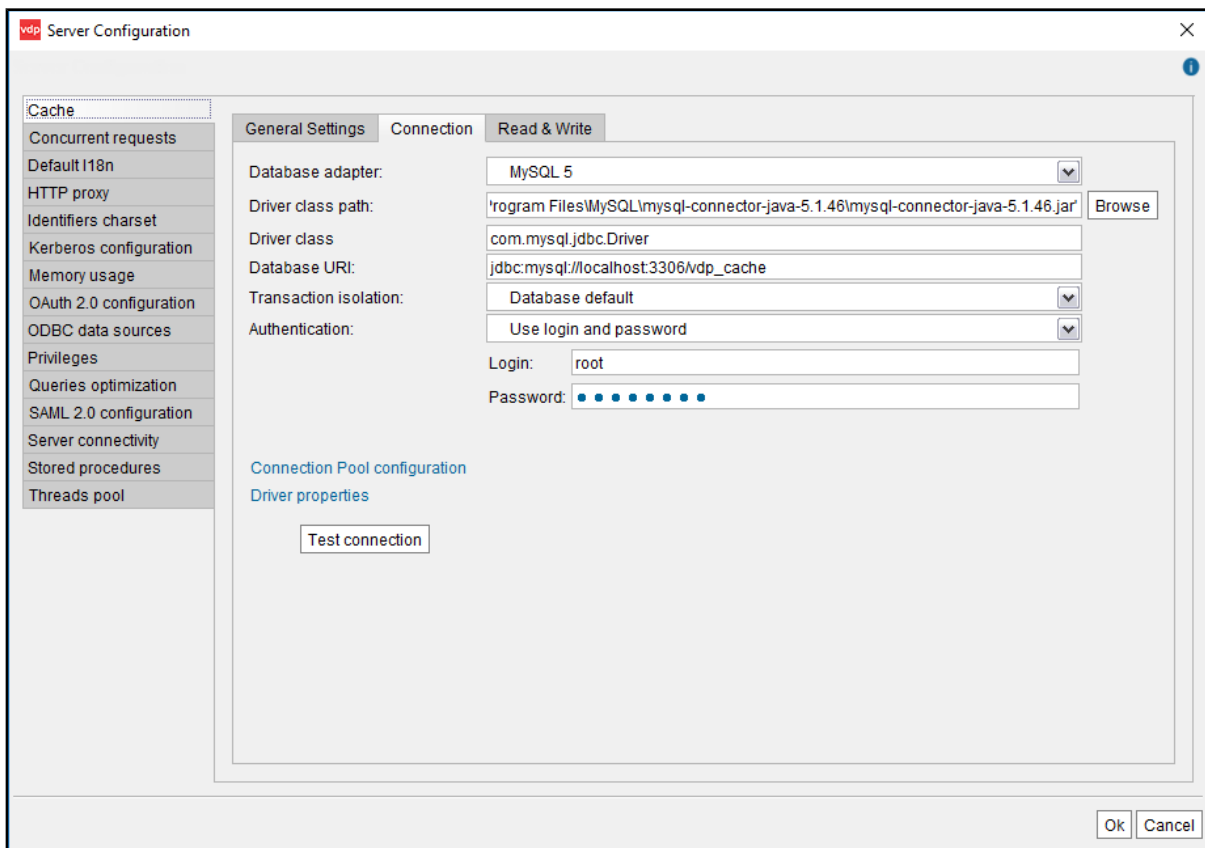 vdp Server Configuration
Cache
Concurrent requests
Default I18n
HTTP proxy
Identifiers charset
Kerberos configuration
Memory usage
OAuth 2.0 configuration
ODBC data sources
Privileges
Queries optimization
SAML 2.0 configuration
Server connectivity
Stored procedures
Threads pool
General Settings Connection Read & Write
Database adapter: MySQL 5
Driver class path: 'rogram Files\MySQL\mysql-connector-java-5.1.46\mysql-connector-java-5.1.46.jar' Browse
Driver class com.mysql.jdbc.Driver
Database URI: jdbc:mysql://localhost:3306/vdp_cache
Transaction isolation: Database default
Authentication: Use login and password
Login: root
Password:
Connection Pool configuration
Driver properties
Test connection
Ok Cancel